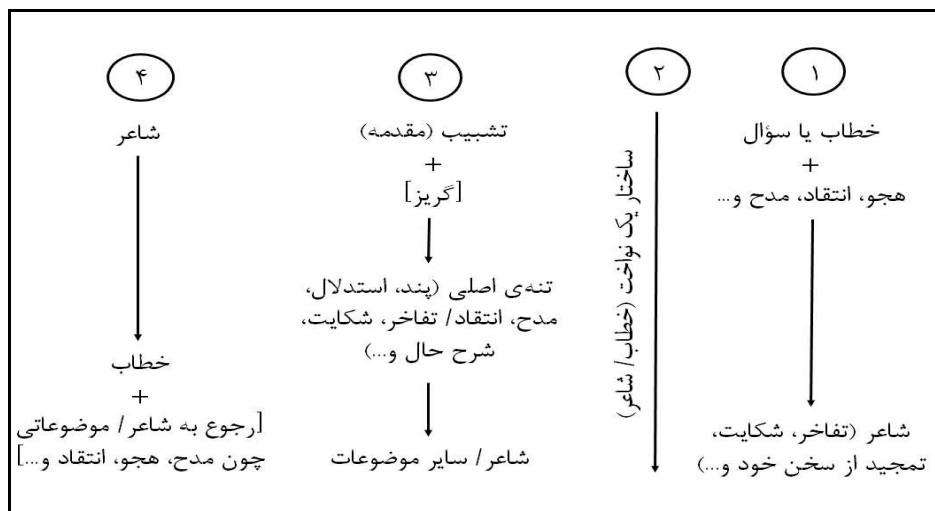 ۱
خطاب یا سؤال
+
هجو، انتقاد، مدح و...
شاعر (تفاخر، شکایت،
تمجید از سخن خود و...)
۲
ساختار یک نواخت (خطاب/ شاعر)
۳
تشبیب (مقدمه)
+
[گریز]
تنه‌ی اصلی (پند، استدلال،
مدح، انتقاد/ تفاخر، شکایت،
شرح حال و...)
شاعر/ سایر موضوعات
۴
شاعر
خطاب
+
[رجوع به شاعر/ موضوعاتی
چون مدح، هجو، انتقاد و...]